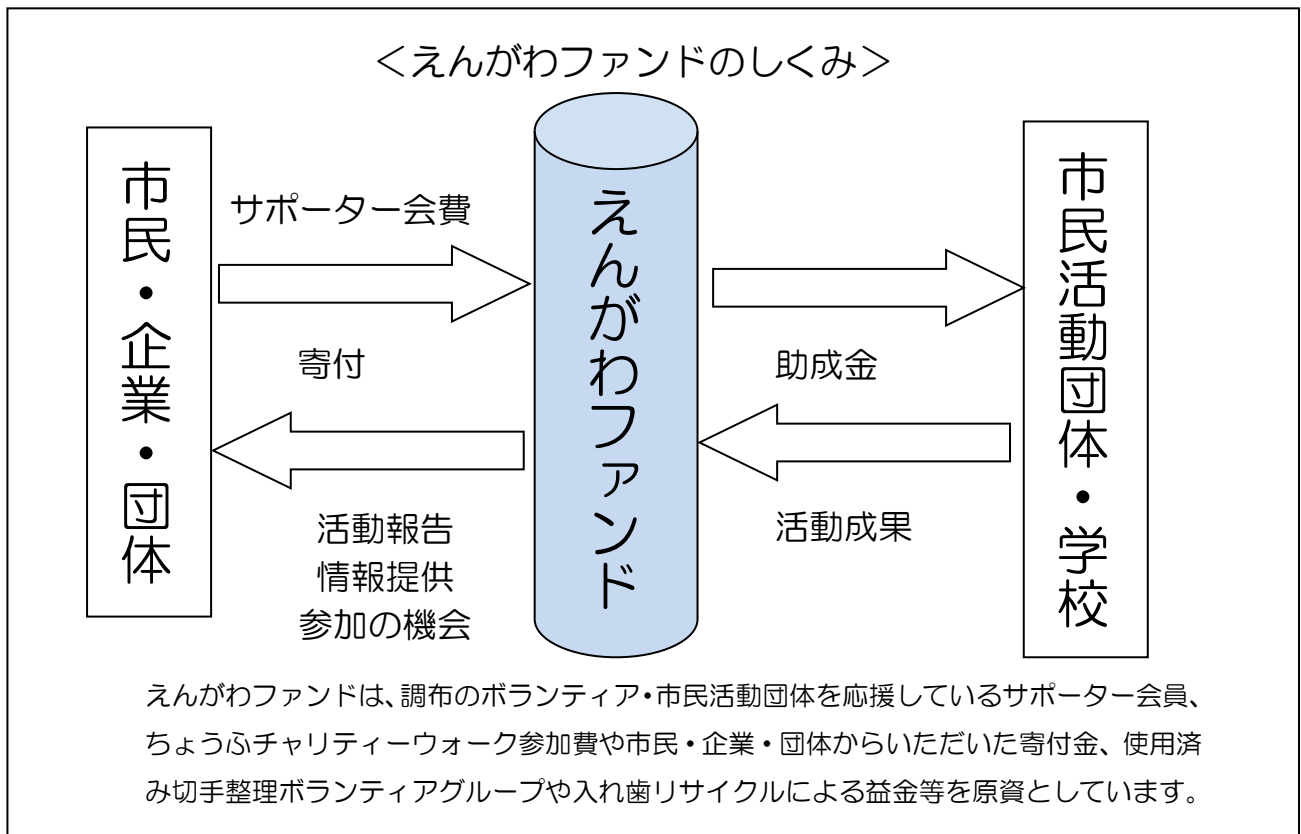 ＜えんがわファンドのしくみ＞
市民・企業・団体
サポーター会費
寄付
活動報告
情報提供
参加の機会
えんがわファンド
助成金
活動成果
市民活動団体・学校
えんがわファンドは、調布のボランティア・市民活動団体を応援しているサポーター会員、
ちょうふチャリティーウォーク参加費や市民・企業・団体からいただいた寄付金、使用済
み切手整理ボランティアグループや入れ歯リサイクルによる益金等を原資としています。